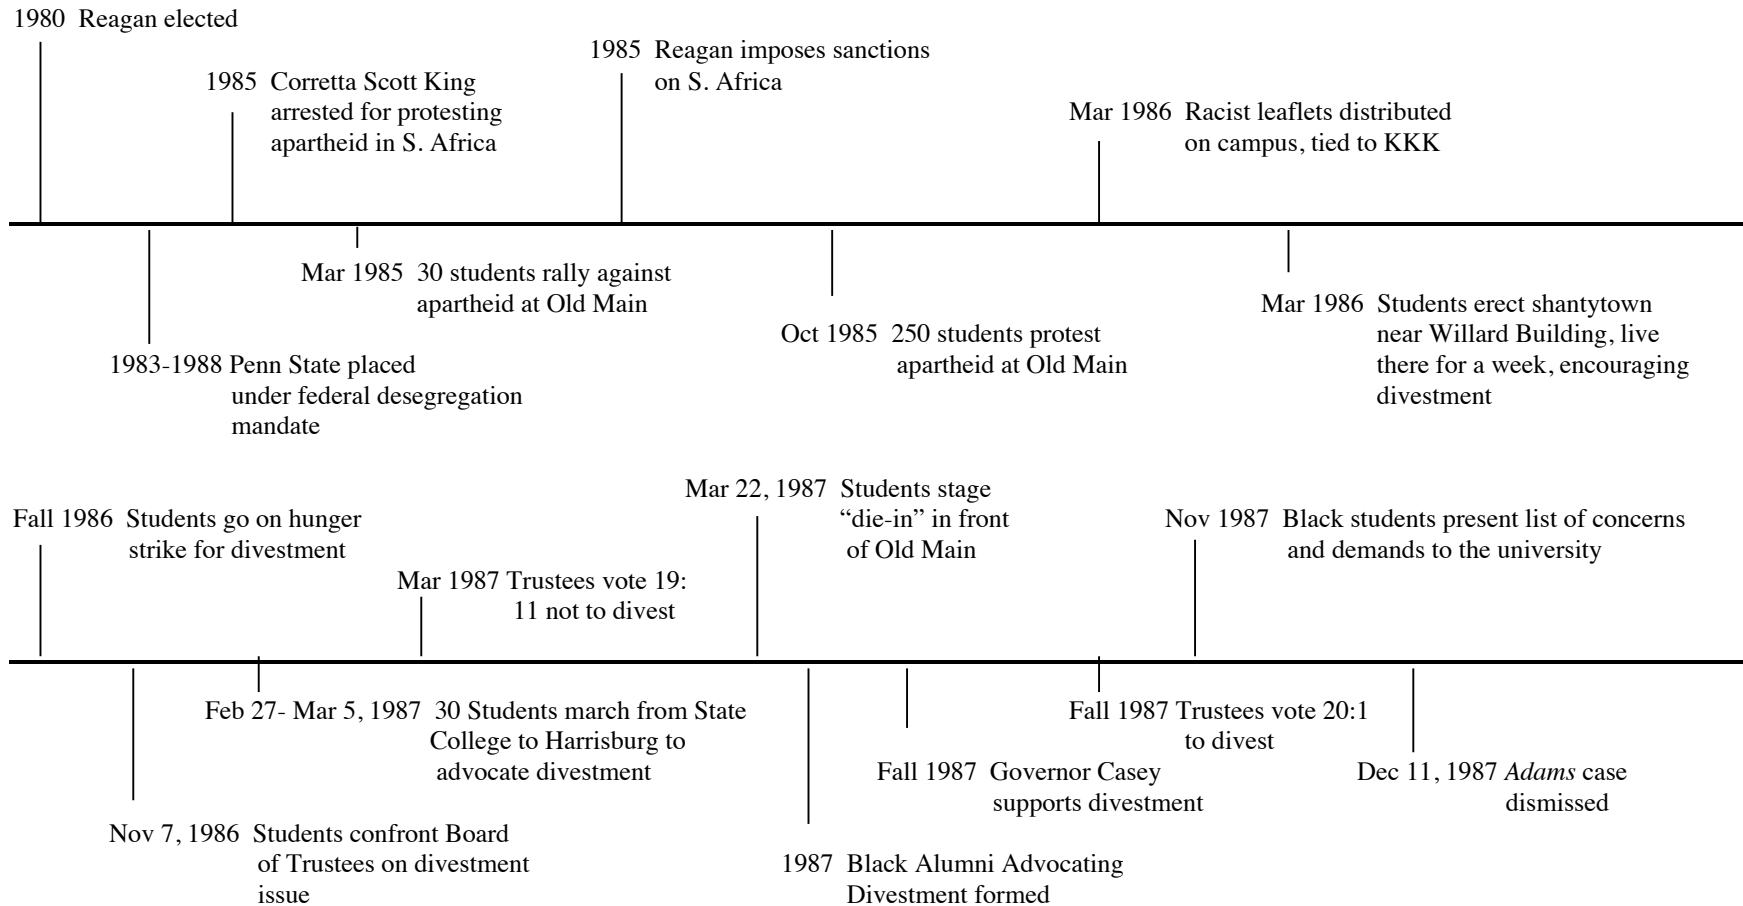 1980 Reagan elected
1985 Corretta Scott King
arrested for protesting
apartheid in S. Africa
1985 Reagan imposes sanctions
on S. Africa
Mar 1986 Racist leaflets distributed
on campus, tied to KKK
1983-1988 Penn State placed
under federal desegregation
mandate
Mar 1985 30 students rally against
apartheid at Old Main
Oct 1985 250 students protest
apartheid at Old Main
Mar 1986 Students erect shantytown
near Willard Building, live
there for a week, encouraging
divestment
Fall 1986 Students go on hunger
strike for divestment
Mar 1987 Trustees vote 19:
11 not to divest
Mar 22, 1987 Students stage
“die-in” in front
of Old Main
Nov 1987 Black students present list of concerns
and demands to the university
Nov 7, 1986 Students confront Board
of Trustees on divestment
issue
Feb 27- Mar 5, 1987 30 Students march from State
College to Harrisburg to
advocate divestment
1987 Black Alumni Advocating
Divestment formed
Fall 1987 Governor Casey
supports divestment
Fall 1987 Trustees vote 20:1
to divest
Dec 11, 1987 Adams case
dismissed